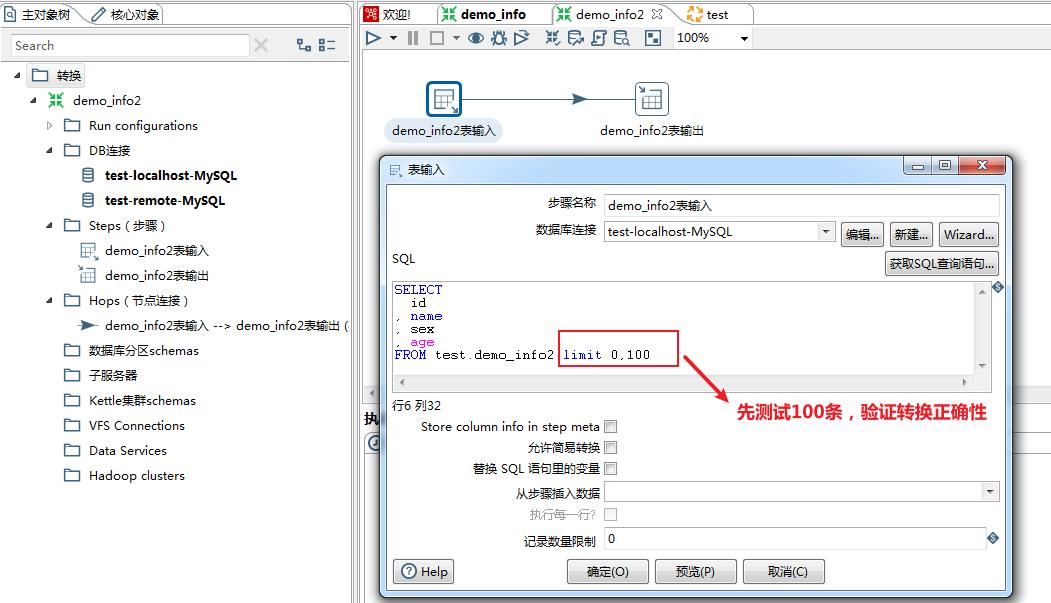 主对象树
核心对象
Search
转换
demo_info2
Run configurations
DB连接
test-localhost-MySQL
test-remote-MySQL
Steps（步骤）
demo_info2表输入
demo_info2表输出
Hops（节点连接）
demo_info2表输入 --> demo_info2表输出 (
数据库分区schemas
子服务器
Kettle集群schemas
VFS Connections
Data Services
Hadoop clusters
欢迎!
demo_info
demo_info2
test
100%
demo_info2表输入
demo_info2表输出
执
表输入
步骤名称 demo_info2表输入
数据库连接 test-localhost-MySQL 编辑... 新建... Wizard...
SQL 获取SQL查询语句...
SELECT
id
, name
, sex
, age
FROM test.demo_info2 limit 0,100
先测试100条，验证转换正确性
行6 列32
Store column info in step meta
允许简易转换
替换 SQL 语句里的变量
从步骤插入数据
执行每一行?
记录数量限制 0
Help 确定(O) 预览(P) 取消(C)